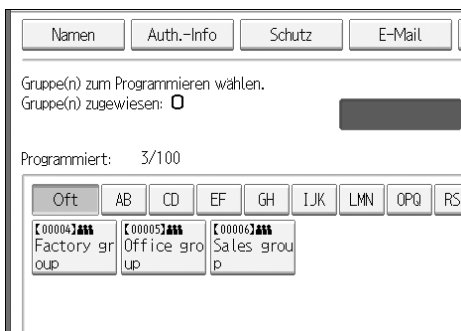 Namen Auth.-Info Schutz E-Mail
Gruppe(n) zum Programmieren wählen.
Gruppe(n) zugewiesen: 0
Programmiert: 3/100
Oft AB CD EF GH IJK LMN OPQ RS
【00004】 【00005】 【00006】
Factory gr Office gro Sales grou
oup up p